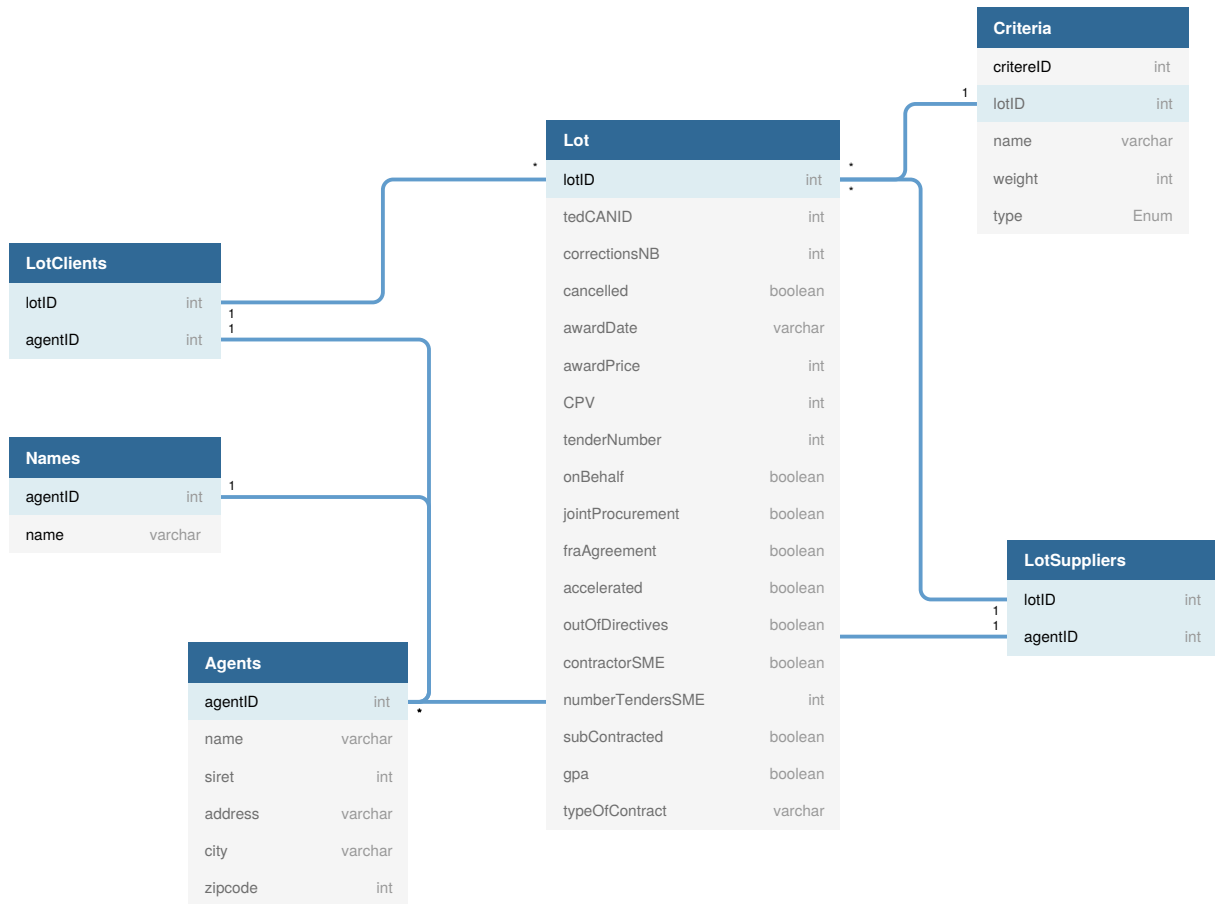 Criteria
critereID int
1
lotID int
name varchar
weight int
type Enum
Lot
* *
lotID int
*
tedCANID int
correctionsNB int
cancelled boolean
awardDate varchar
awardPrice int
CPV int
tenderNumber int
onBehalf boolean
jointProcurement boolean
fraAgreement boolean
accelerated boolean
outOfDirectives boolean
contractorSME boolean
numberTendersSME int
subContracted boolean
gpa boolean
typeOfContract varchar
LotClients
lotID int
1
1
agentID int
Names
1
agentID int
name varchar
Agents
agentID int
*
name varchar
siret int
address varchar
city varchar
zipcode int
LotSuppliers
lotID int
1
1
agentID int